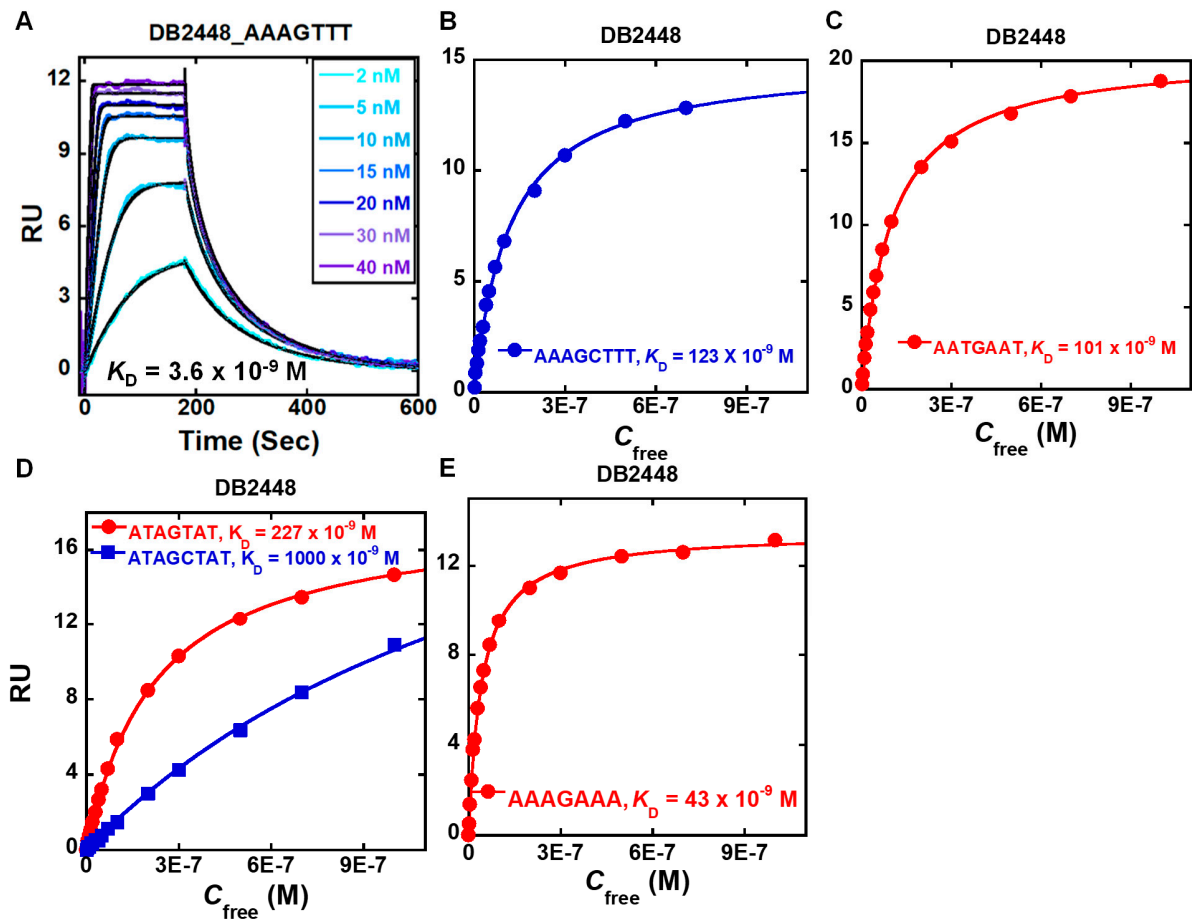 A
DB2448_AAAGTTT
RU
12
9
6
3
0
2 nM
5 nM
10 nM
15 nM
20 nM
30 nM
40 nM
KD = 3.6 x 10-9 M
0
200
400
600
Time (Sec)
B
DB2448
15
10
5
0
AAAGCTTT, KD = 123 X 10-9 M
0
3E-7
6E-7
9E-7
Cfree
C
DB2448
20
15
10
5
0
AATGAAT, KD = 101 x 10-9 M
0
3E-7
6E-7
9E-7
Cfree (M)
D
DB2448
RU
16
12
8
4
0
ATAGTAT, KD = 227 x 10-9 M
ATAGCTAT, KD = 1000 x 10-9 M
0
3E-7
6E-7
9E-7
Cfree (M)
E
DB2448
12
8
4
0
AAAGAAA, KD = 43 x 10-9 M
0
3E-7
6E-7
9E-7
Cfree (M)